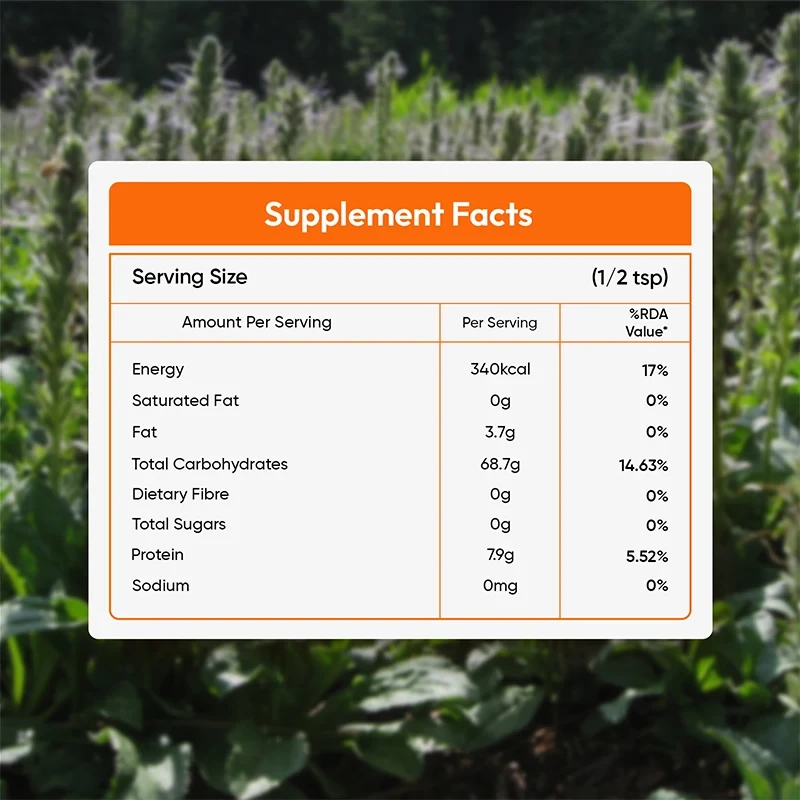 Supplement Facts
Serving Size (1/2 tsp)
Amount Per Serving Per Serving %RDA Value*
Energy 340kcal 17%
Saturated Fat 0g 0%
Fat 3.7g 0%
Total Carbohydrates 68.7g 14.63%
Dietary Fibre 0g 0%
Total Sugars 0g 0%
Protein 7.9g 5.52%
Sodium 0mg 0%